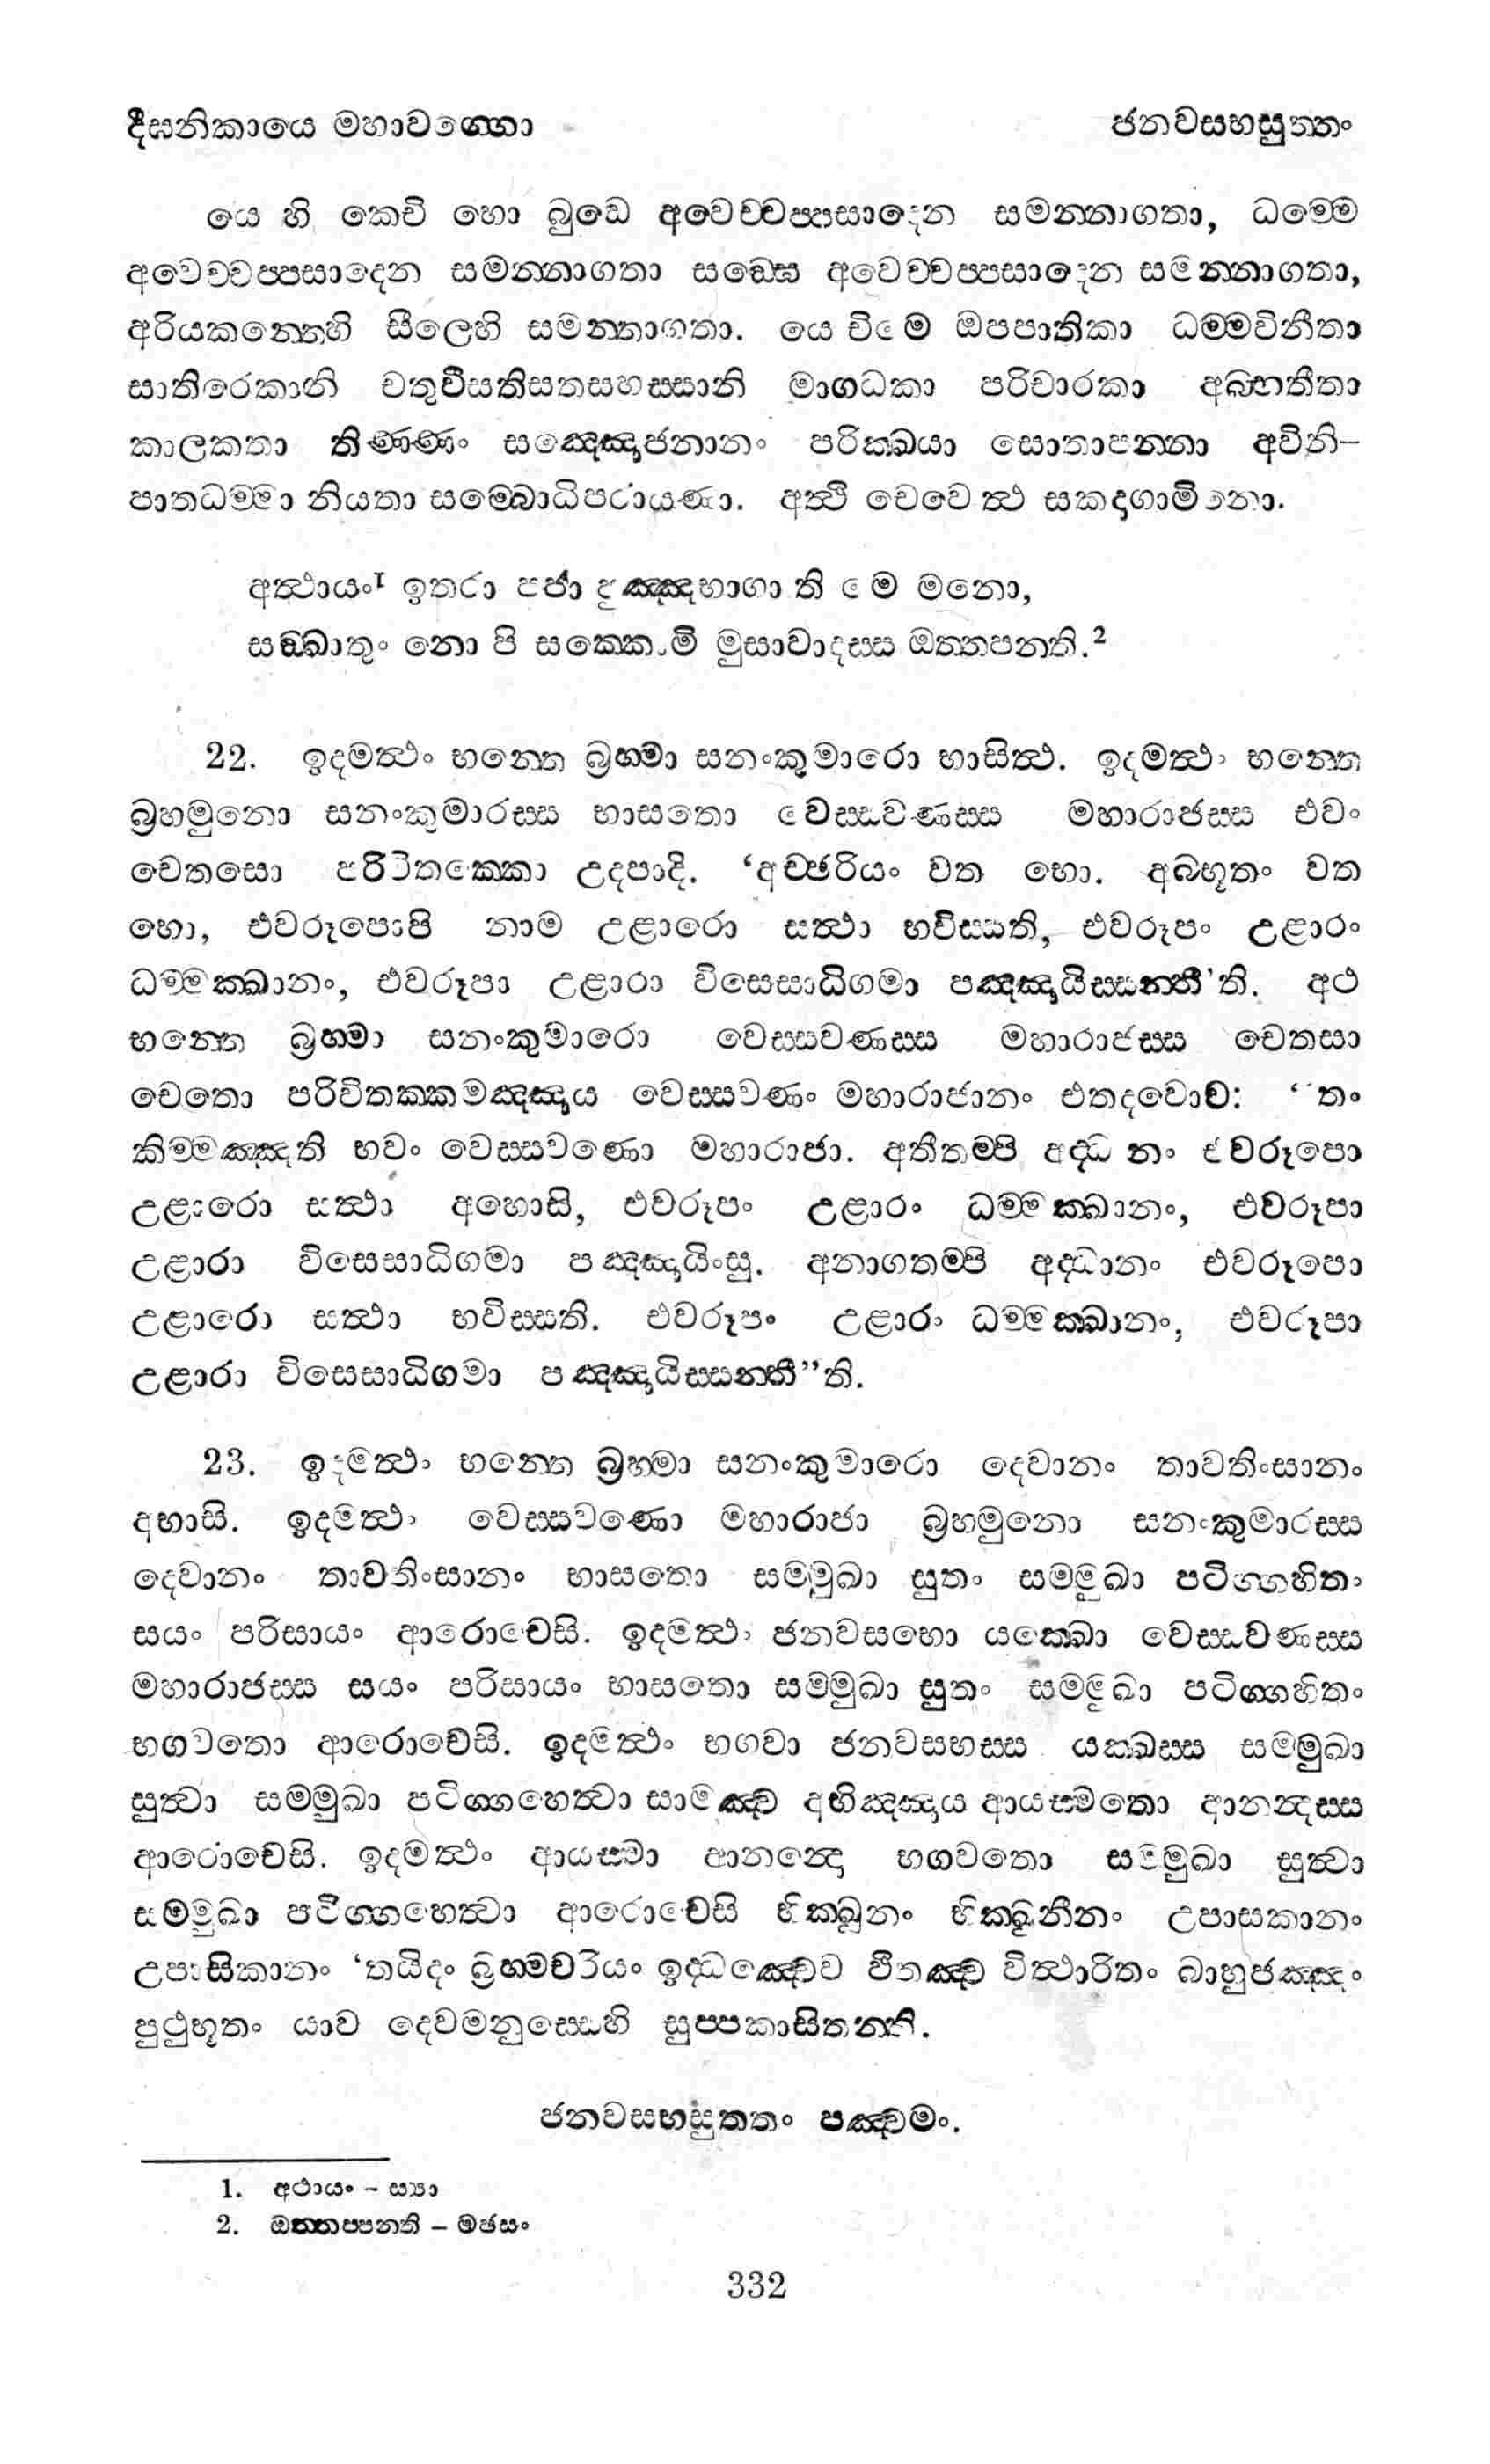 දීඝනිකායෙ මහාවග්ගො
ජනවසභසුත්තං
යෙ හි කෙචි හො බුද්ධෙ අවෙච්චප්පසාදෙන සමන්නාගතා, ධම්මෙ
අවෙච්චප්පසාදෙන සමන්නාගතා සඞ්ඝෙ අවෙච්චප්පසාදෙන සමන්නාගතා,
අරියකන්තෙහි සීලෙහි සමන්නාගතා. යෙ චිමෙ ඔපපාතිකා ධම්මවිනීතා
සාතිරෙකානි චතුවීසතිසතසහස්සානි මාගධකා පරිචාරකා අබ්භතීතා
කාලකතා තිණ්ණං සඤ්ඤොජනානං පරික්ඛයා සොතාපන්නා අවිනි–
පාතධම්මා නියතා සම්බොධිපරායණා. අත්ථි චෙවෙත්ථ සකදාගාමිනො.
අත්ථායං¹ ඉතරා පජා පුඤ්ඤභාගා ති මෙ මනො,
සඞ්ඛාතුං නො පි සක්කොමි මුසාවාදස්ස ඔත්තපනති.²
22. ඉදමත්ථං භන්තෙ බ්‍රහ්මා සනංකුමාරො භාසිත්ථ. ඉදමත්ථං භන්තෙ
බ්‍රහ්මුනො සනංකුමාරස්ස භාසතො වෙස්සවණස්ස මහාරාජස්ස එවං
චෙතසො පරිවිතක්කො උදපාදි. ‘අච්ඡරියං වත භො. අබ්භූතං වත
භො, එවරූපොපි නාම උළාරො සත්ථා භවිස්සති, එවරූපං උළාරං
ධම්මක්ඛානං, එවරූපා උළාරා විසෙසාධිගමා පඤ්ඤායිස්සන්තී’ති. අථ
භන්තෙ බ්‍රහ්මා සනංකුමාරො වෙස්සවණස්ස මහාරාජස්ස චෙතසා
චෙතො පරිවිතක්කමඤ්ඤාය වෙස්සවණං මහාරාජානං එතදවොච: “තං
කිම්මඤ්ඤති භවං වෙස්සවණො මහාරාජා. අතීතම්පි අද්ධානං එවරූපො
උළාරො සත්ථා අහොසි, එවරූපං උළාරං ධම්මක්ඛානං, එවරූපා
උළාරා විසෙසාධිගමා පඤ්ඤායිංසු. අනාගතම්පි අද්ධානං එවරූපො
උළාරො සත්ථා භවිස්සති. එවරූපං උළාරං ධම්මක්ඛානං, එවරූපා
උළාරා විසෙසාධිගමා පඤ්ඤායිස්සන්තී”ති.
23. ඉදමත්ථං භන්තෙ බ්‍රහ්මා සනංකුමාරො දෙවානං තාවතිංසානං
අභාසි. ඉදමත්ථං වෙස්සවණො මහාරාජා බ්‍රහ්මුනො සනංකුමාරස්ස
දෙවානං තාවතිංසානං භාසතො සම්මුඛා සුතං සම්මුඛා පටිග්ගහිතං
සයං පරිසායං ආරොචෙසි. ඉදමත්ථං ජනවසභො යක්ඛො වෙස්සවණස්ස
මහාරාජස්ස සයං පරිසායං භාසතො සම්මුඛා සුතං සම්මුඛා පටිග්ගහිතං
භගවතො ආරොචෙසි. ඉදමත්ථං භගවා ජනවසභස්ස යක්ඛස්ස සම්මුඛා
සුත්වා සම්මුඛා පටිග්ගහෙත්වා සාමඤ්ච අභිඤ්ඤාය ආයස්මතො ආනන්දස්ස
ආරොචෙසි. ඉදමත්ථං ආයස්මා ආනන්දො භගවතො සම්මුඛා සුත්වා
සම්මුඛා පටිග්ගහෙත්වා ආරොචෙසි භික්ඛූනං භික්ඛුනීනං උපාසකානං
උපාසිකානං ‘තයිදං බ්‍රහ්මචරියං ඉද්ධඤ්චෙව ඵීතඤ්ච විත්ථාරිතං බාහුජඤ්ඤං
පුථුභූතං යාව දෙවමනුස්සෙහි සුප්පකාසිතන්ති.
ජනවසභසුත්තං පඤ්චමං.
1. අථායං – ස්‍යා
2. ඔත්තප්පනති – මඡසං
332